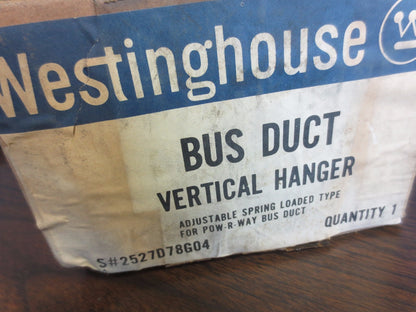 Westinghouse W
BUS DUCT
VERTICAL HANGER
ADJUSTABLE SPRING LOADED TYPE
FOR POW-R-WAY BUS DUCT
QUANTITY 1
S#2527D78G04